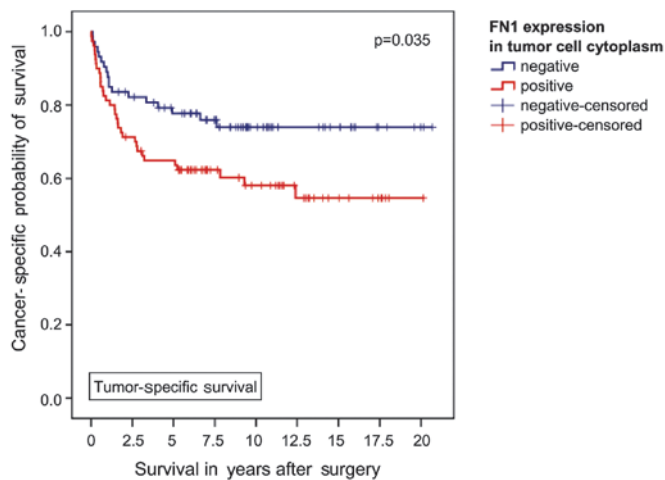 p=0.035
FN1 expression
in tumor cell cytoplasm
negative
positive
negative-censored
positive-censored
Cancer- specific probability of survival
1.0
0.8
0.6
0.4
0.2
0.0
Tumor-specific survival
0 2.5 5 7.5 10 12.5 15 17.5 20
Survival in years after surgery